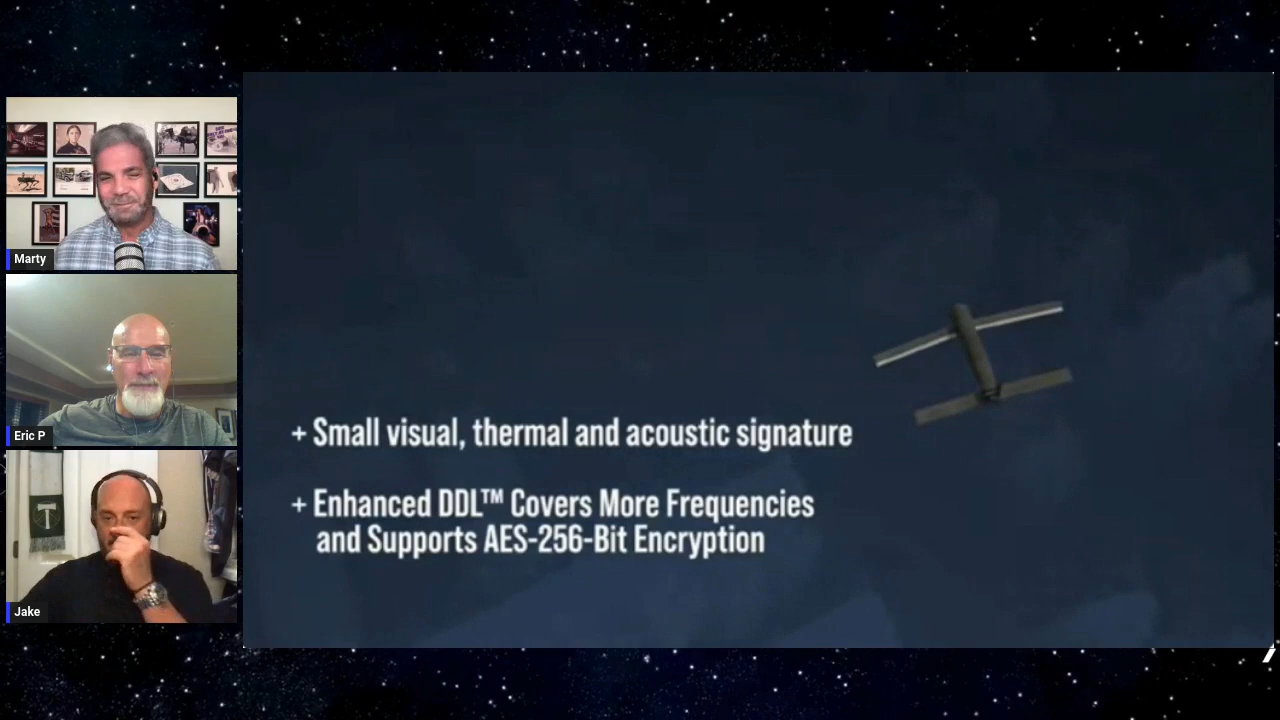 Marty
Eric P
Jake
+ Small visual, thermal and acoustic signature
+ Enhanced DDL™ Covers More Frequencies
and Supports AES-256-Bit Encryption
T